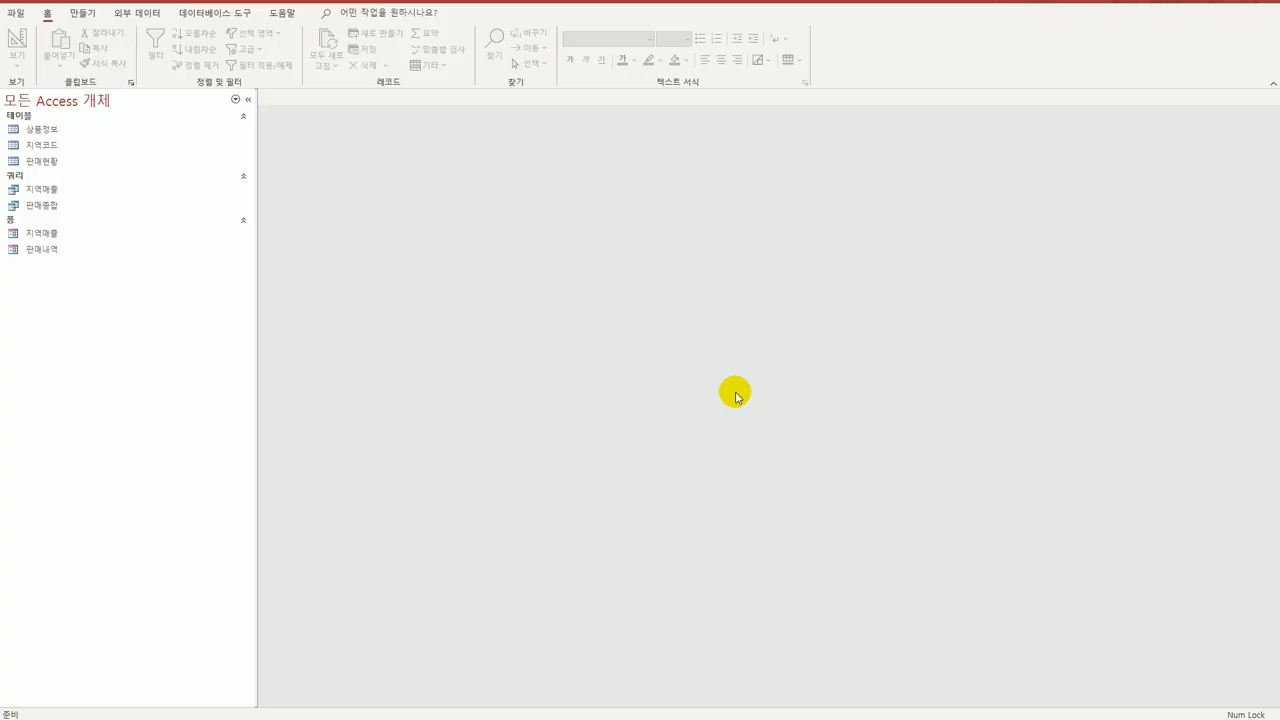 파일 홈 만들기 외부 데이터 데이터베이스 도구 도움말 어떤 작업을 원하시나요?
보기 붙여넣기 잘라내기 복사 서식 복사 필터 오름차순 내림차순 정렬 제거 선택 영역 고급 필터 적용/해제 모두 새로 고침 새로 만들기 저장 삭제 요약 맞춤법 검사 기타 찾기 바꾸기 이동 선택 가 가 가 가
보기 클립보드 정렬 및 필터 레코드 찾기 텍스트 서식
모든 Access 개체
테이블
상품정보
지역코드
판매현황
쿼리
지역매출
판매종합
폼
지역매출
판매내역
준비 Num Lock